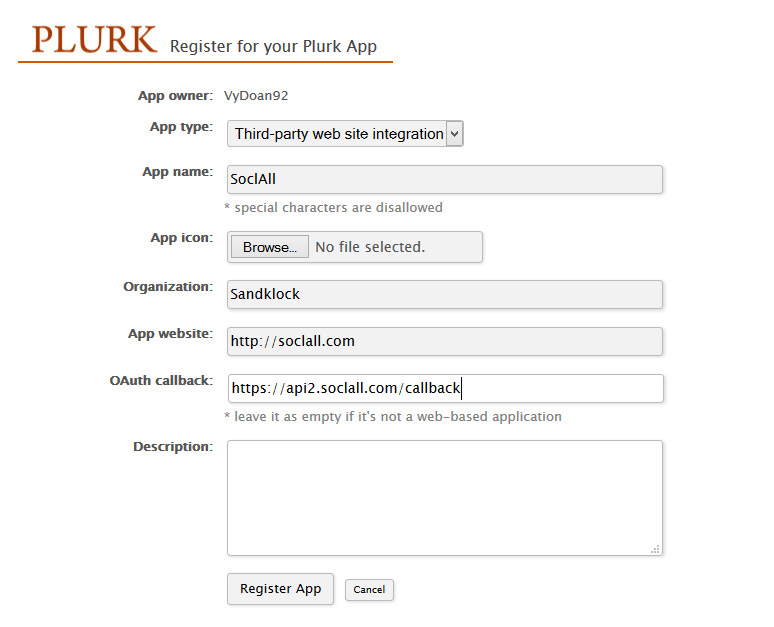 PLURK Register for your Plurk App
App owner: VyDoan92
App type: Third-party web site integration
App name: SoclAll
* special characters are disallowed
App icon: Browse... No file selected.
Organization: Sandklock
App website: http://soclall.com
OAuth callback: https://api2.soclall.com/callback
* leave it as empty if it's not a web-based application
Description:
Register App Cancel